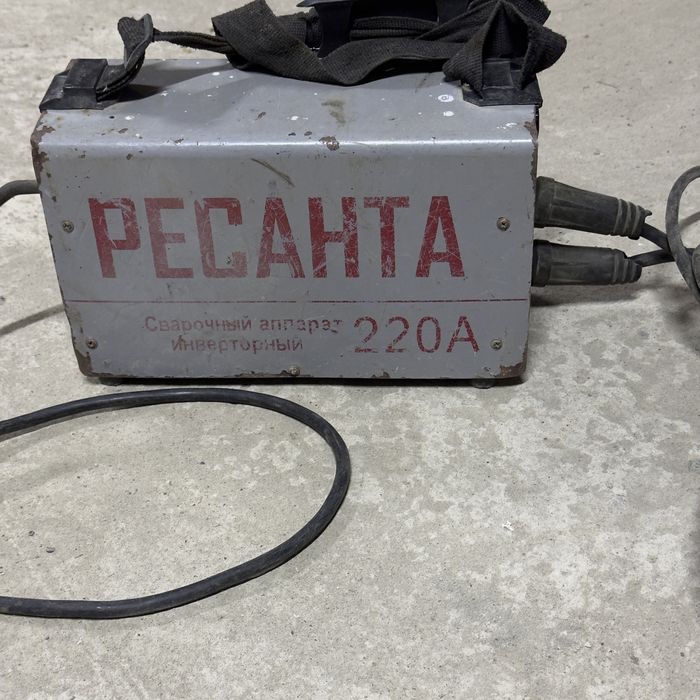 РЕСАНТА
Сварочный аппарат
инверторный
220А